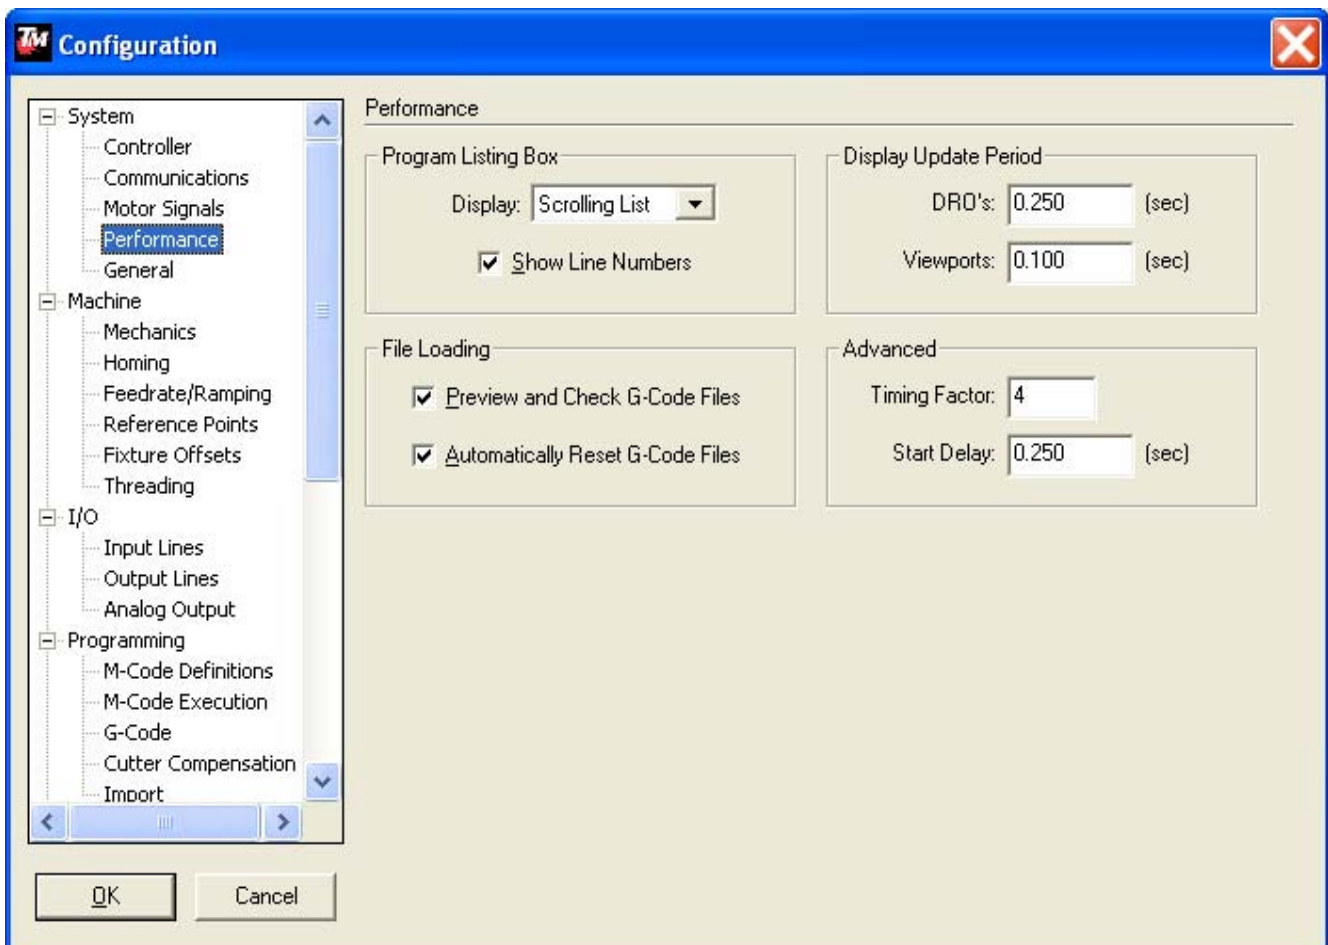 TM Configuration
System
Controller
Communications
Motor Signals
Performance
General
Machine
Mechanics
Homing
Feedrate/Ramping
Reference Points
Fixture Offsets
Threading
I/O
Input Lines
Output Lines
Analog Output
Programming
M-Code Definitions
M-Code Execution
G-Code
Cutter Compensation
Import
OK Cancel
Performance
Program Listing Box
Display: Scrolling List
Show Line Numbers
Display Update Period
DRO's: 0.250 (sec)
Viewports: 0.100 (sec)
File Loading
Preview and Check G-Code Files
Automatically Reset G-Code Files
Advanced
Timing Factor: 4
Start Delay: 0.250 (sec)